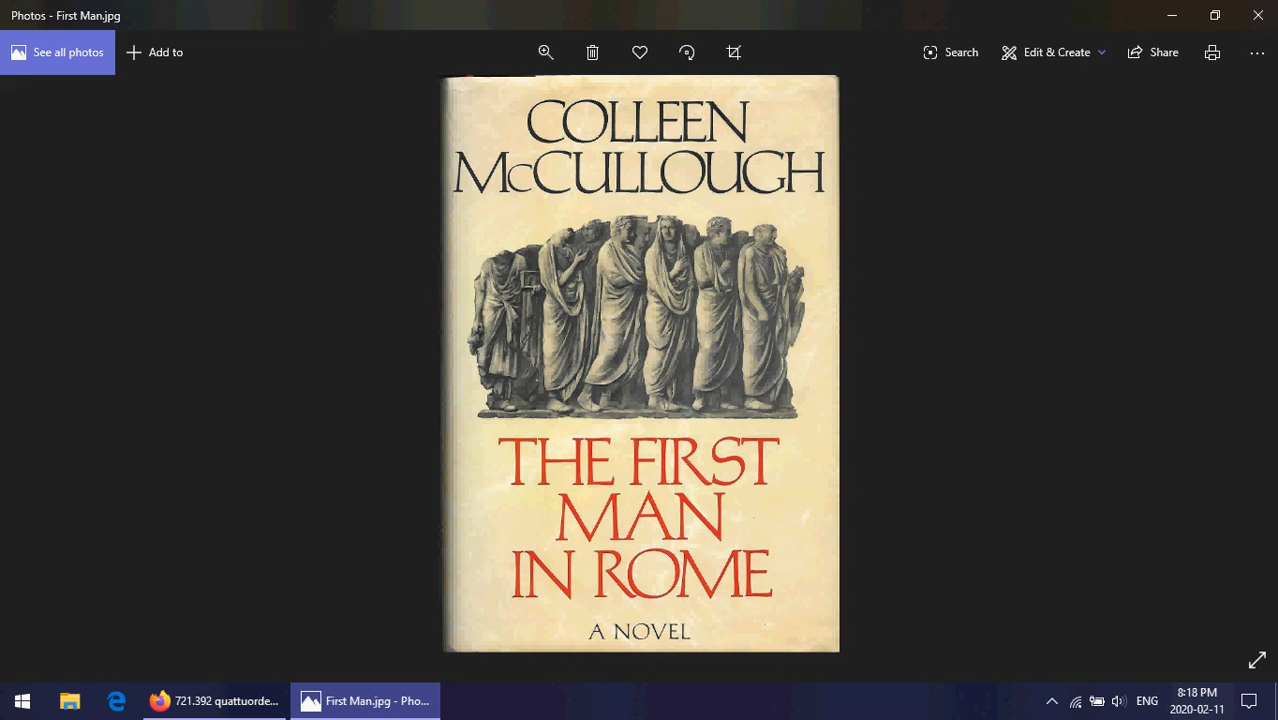 Photos - First Man.jpg
See all photos
Add to
Search
Edit & Create
Share
COLLEEN
McCULLOUGH
THE FIRST
MAN
IN ROME
A NOVEL
721.392 quattuorde...
First Man.jpg - Pho...
ENG
8:18 PM
2020-02-11